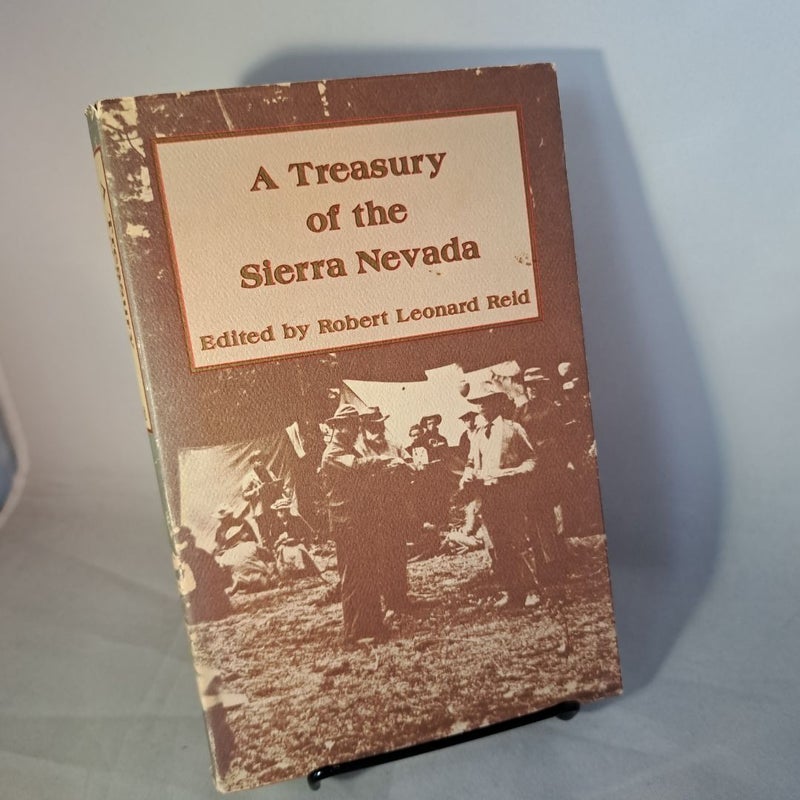 A Treasury
of the
Sierra Nevada
Edited by Robert Leonard Reid